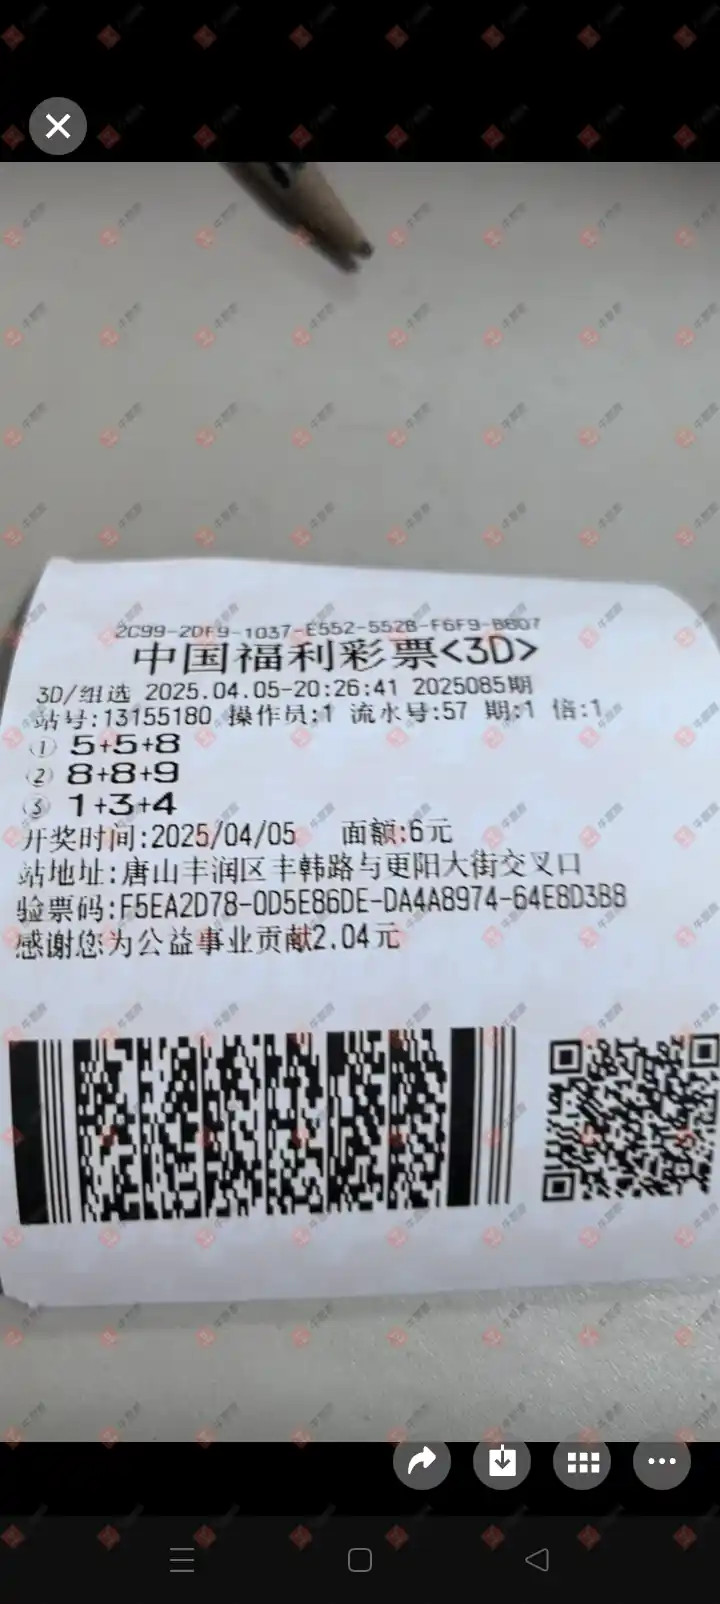 2C99-2DF9-1037-E552-552B-F6F9-B807
中国福利彩票<3D>
3D/组选 2025.04.05-20:26:41 2025085期
站号:13155180 操作员:1 流水号:57 期:1 倍:1
① 5+5+8
② 8+8+9
③ 1+3+4
开奖时间:2025/04/05 面额:6元
站地址:唐山丰润区丰韩路与更阳大街交叉口
验票码:F5EA2D78-0D5E86DE-DA4A8974-64E8D3B8
感谢您为公益事业贡献2.04元